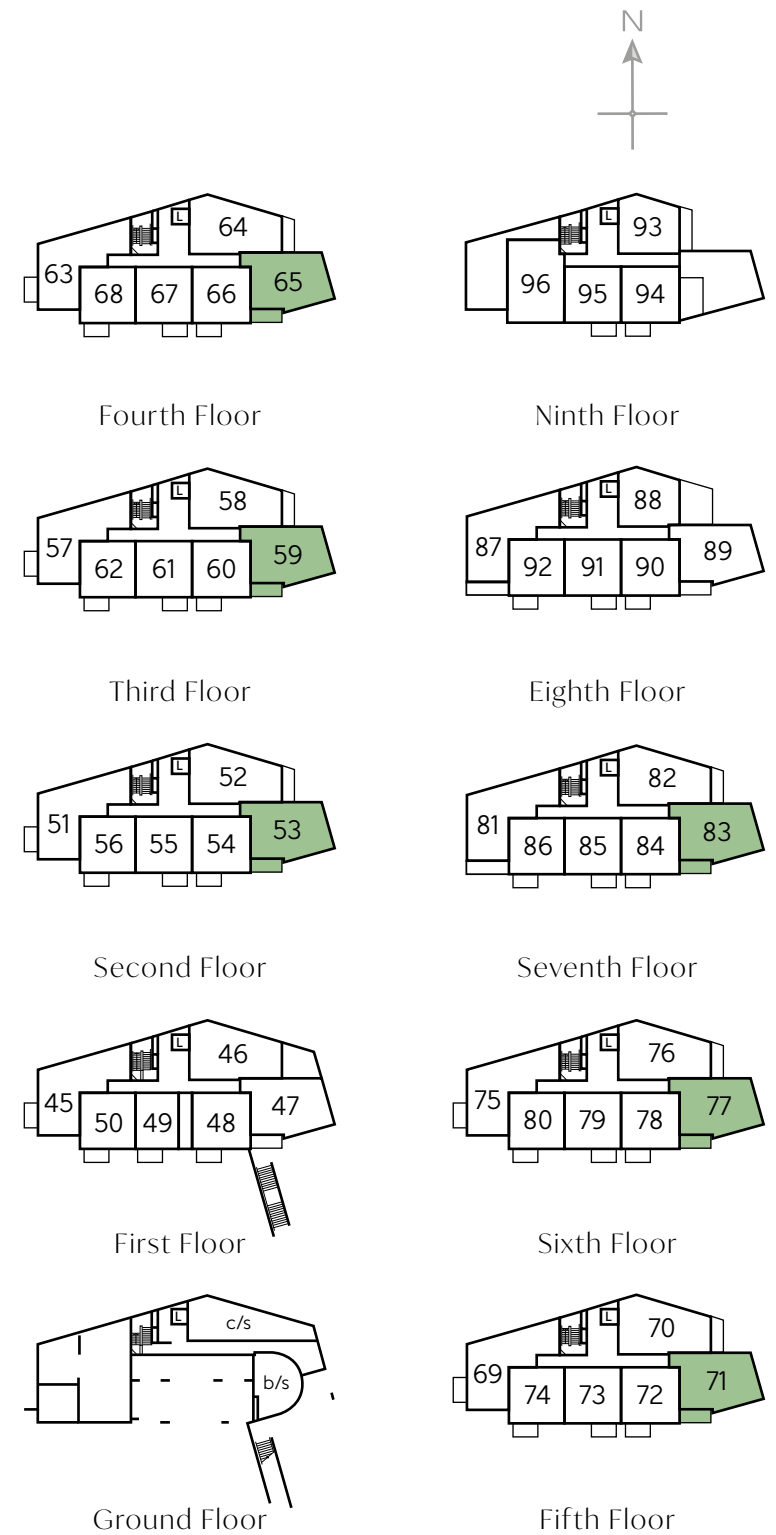 N
L
64
63
65
68 67 66
Fourth Floor
L
93
96
95 94
Ninth Floor
L
58
57
59
62 61 60
Third Floor
L
88
87
89
92 91 90
Eighth Floor
L
52
51
53
56 55 54
Second Floor
L
82
81
83
86 85 84
Seventh Floor
L
46
45
47
50 49 48
First Floor
L
76
75
77
80 79 78
Sixth Floor
L
c/s
b/s
Ground Floor
L
70
69
71
74 73 72
Fifth Floor